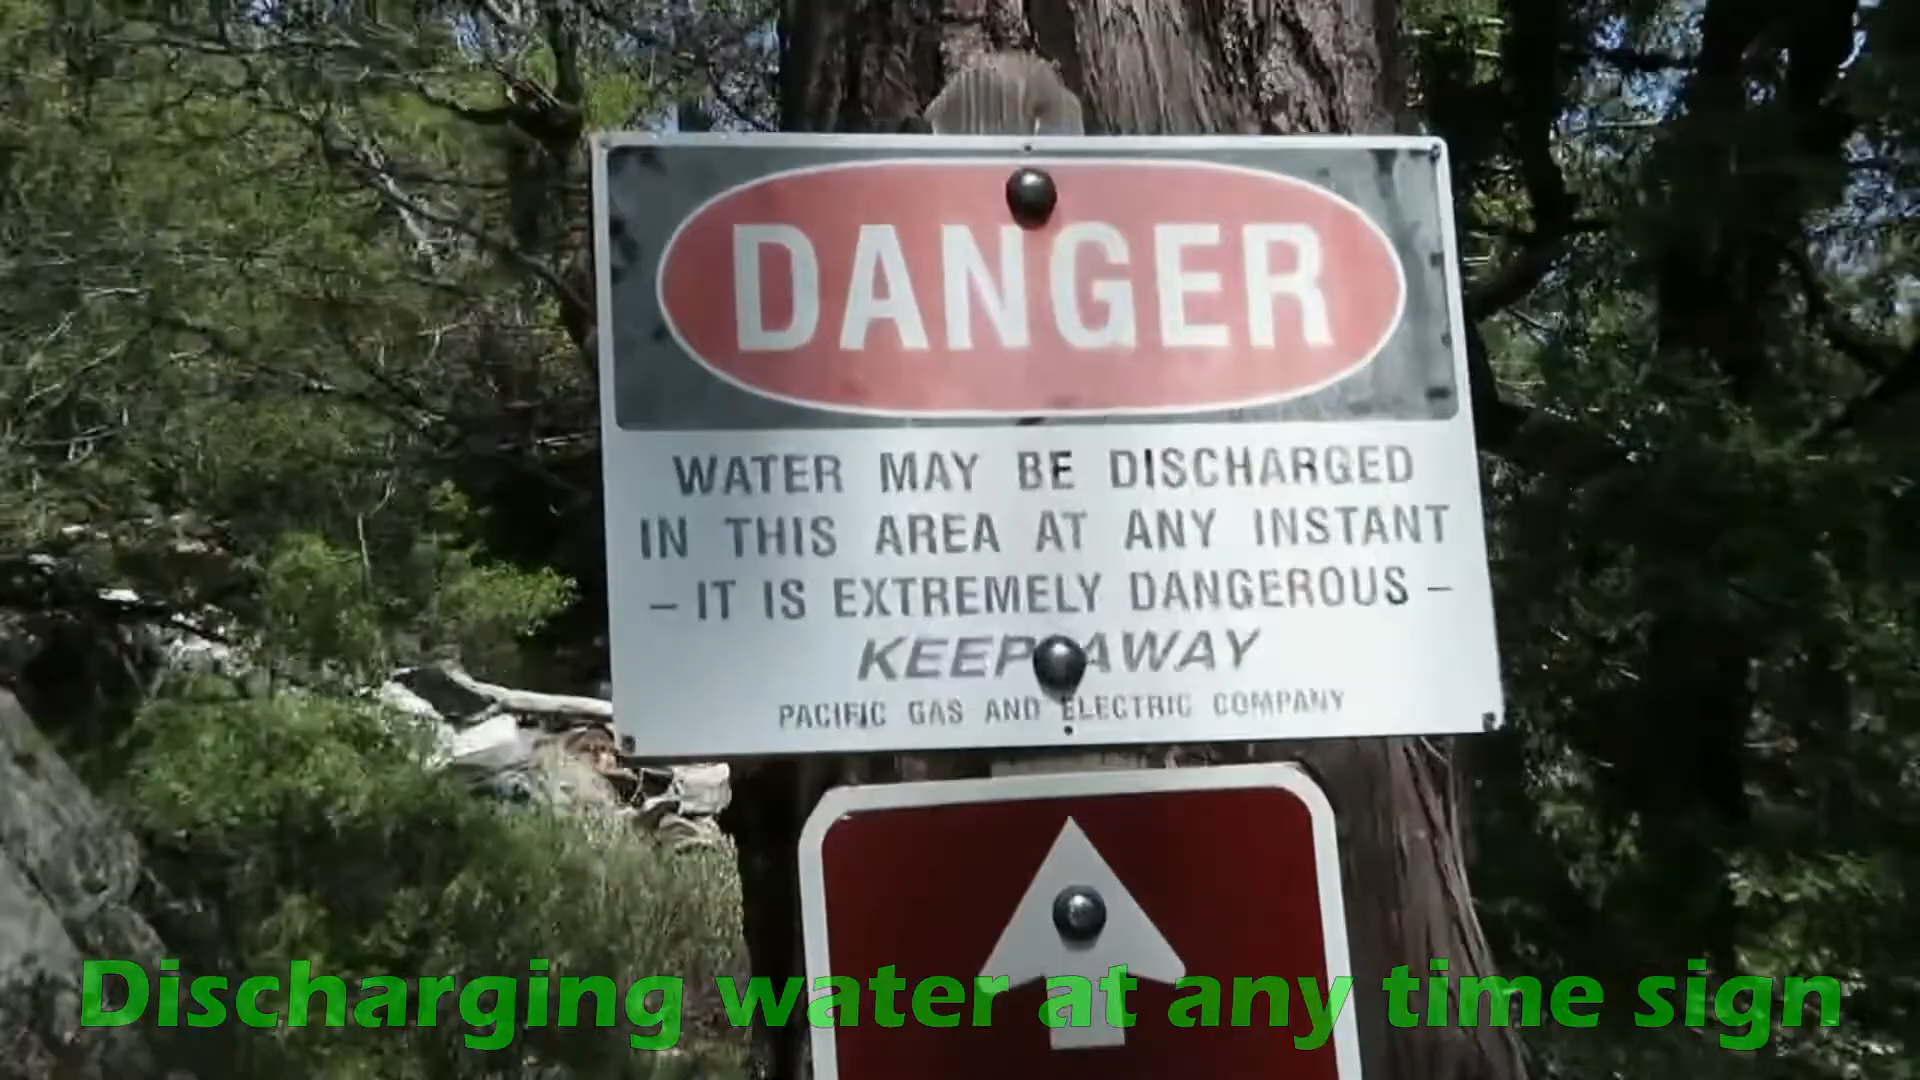 DANGER
WATER MAY BE DISCHARGED
IN THIS AREA AT ANY INSTANT
– IT IS EXTREMELY DANGEROUS –
KEEP AWAY
PACIFIC GAS AND ELECTRIC COMPANY
Discharging water at any time sign